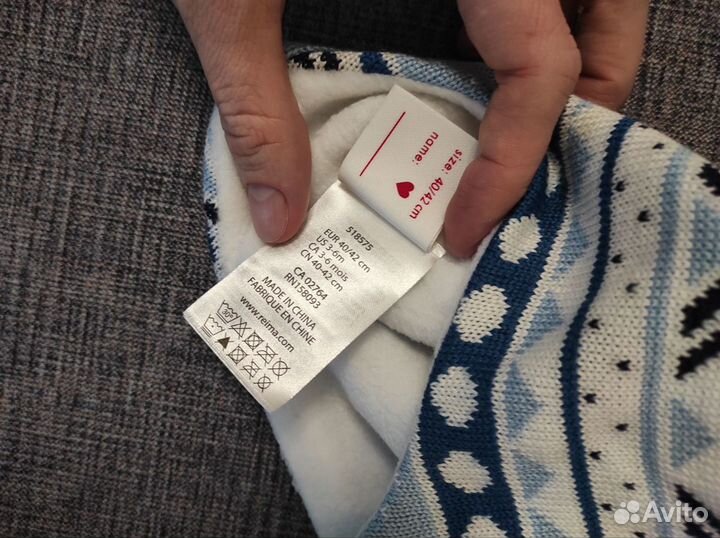 size: 40/42 cm
name:
518575
EUR 40/42 cm
US 3-6m
CA 3-6 mois
CN 40-42 cm
CA 02764
RN158093
MADE IN CHINA
FABRIQUE EN CHINE
www.reima.com
30°
Avito